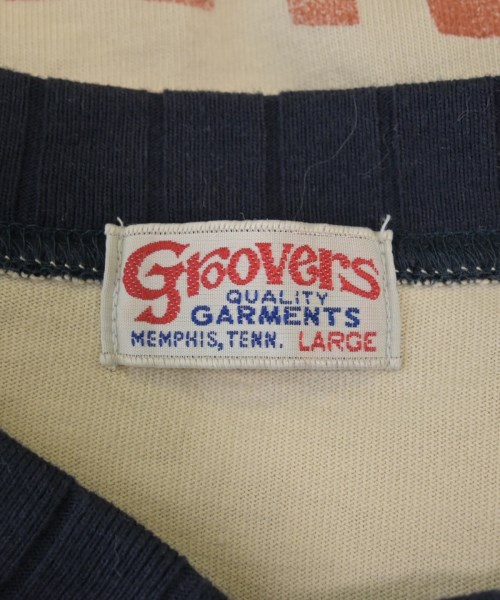 Groovers
QUALITY
GARMENTS
MEMPHIS, TENN. LARGE